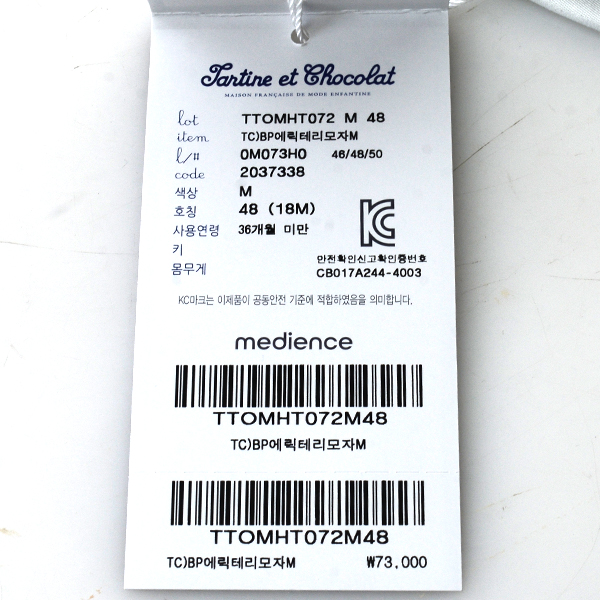 Tartine et Chocolat
MAISON FRANÇAISE DE MODE ENFANTINE
lot TTOMHT072 M 48
item TC)BP에릭테리모자M
l/# 0M073H0 46/48/50
code 2037338
색상 M
호칭 48 (18M)
사용연령 36개월 미만
키
몸무게
안전확인신고확인증번호
CB017A244-4003
KC마크는 이제품이 공동안전 기준에 적합하였음을 의미합니다.
medience
TTOMHT072M48
TC)BP에릭테리모자M
TTOMHT072M48
TC)BP에릭테리모자M ₩73,000